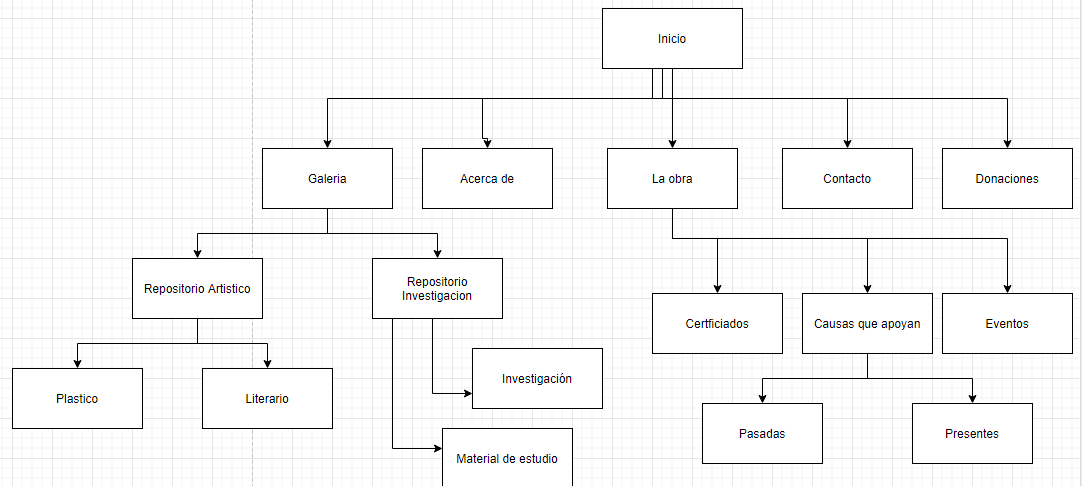 Inicio
Galeria
Acerca de
La obra
Contacto
Donaciones
Repositorio Artistico
Repositorio
Investigacion
Certficiados
Causas que apoyan
Eventos
Plastico
Literario
Investigación
Material de estudio
Pasadas
Presentes